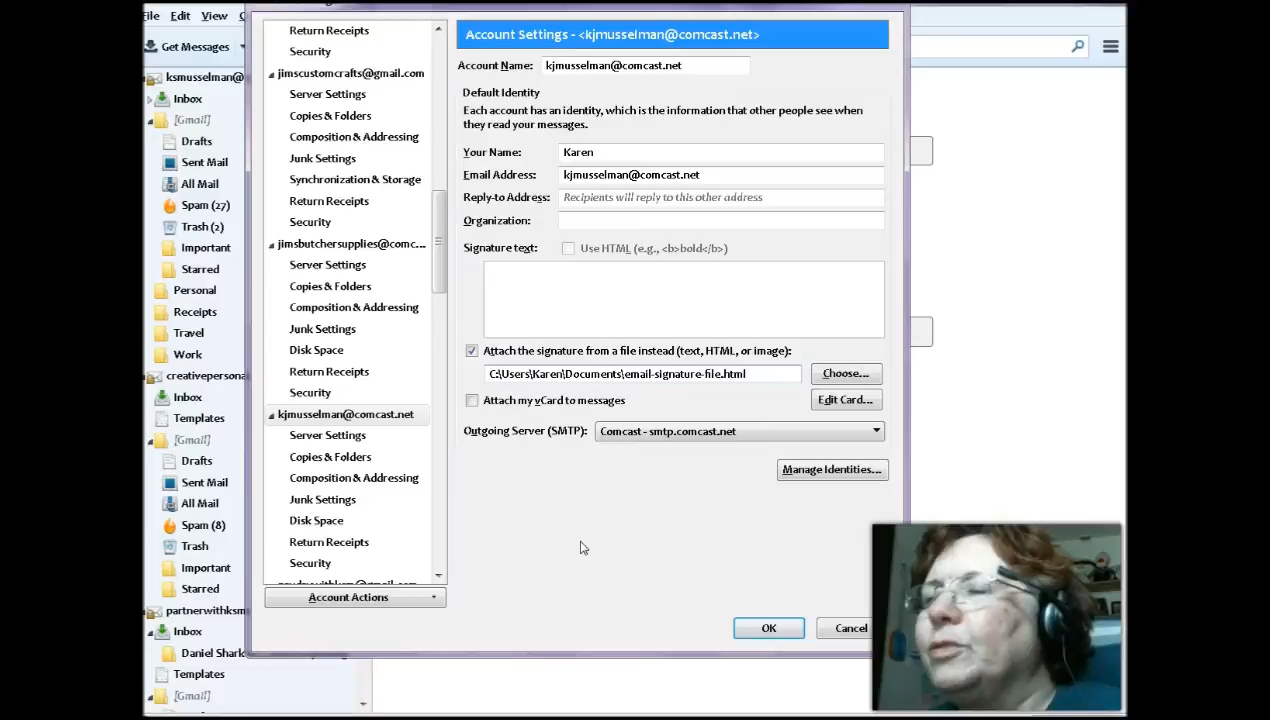 File Edit View
Get Messages
ksmusselman@
Inbox
[Gmail]
Drafts
Sent Mail
All Mail
Spam (27)
Trash (2)
Important
Starred
Personal
Receipts
Travel
Work
creativepersona
Inbox
Templates
[Gmail]
Drafts
Sent Mail
All Mail
Spam (8)
Trash
Important
Starred
partnerwithksm
Inbox
Daniel Shark
Templates
[Gmail]
Return Receipts
Security
jimscustomcrafts@gmail.com
Server Settings
Copies & Folders
Composition & Addressing
Junk Settings
Synchronization & Storage
Return Receipts
Security
jimsbutchersupplies@comc...
Server Settings
Copies & Folders
Composition & Addressing
Junk Settings
Disk Space
Return Receipts
Security
kjmusselman@comcast.net
Server Settings
Copies & Folders
Composition & Addressing
Junk Settings
Disk Space
Return Receipts
Security
Account Actions
Account Settings - <kjmusselman@comcast.net>
Account Name: kjmusselman@comcast.net
Default Identity
Each account has an identity, which is the information that other people see when
they read your messages.
Your Name: Karen
Email Address: kjmusselman@comcast.net
Reply-to Address: Recipients will reply to this other address
Organization:
Signature text: Use HTML (e.g., <b>bold</b>)
Attach the signature from a file instead (text, HTML, or image):
C:\Users\Karen\Documents\email-signature-file.html Choose...
Attach my vCard to messages Edit Card...
Outgoing Server (SMTP): Comcast - smtp.comcast.net
Manage Identities...
OK Cancel